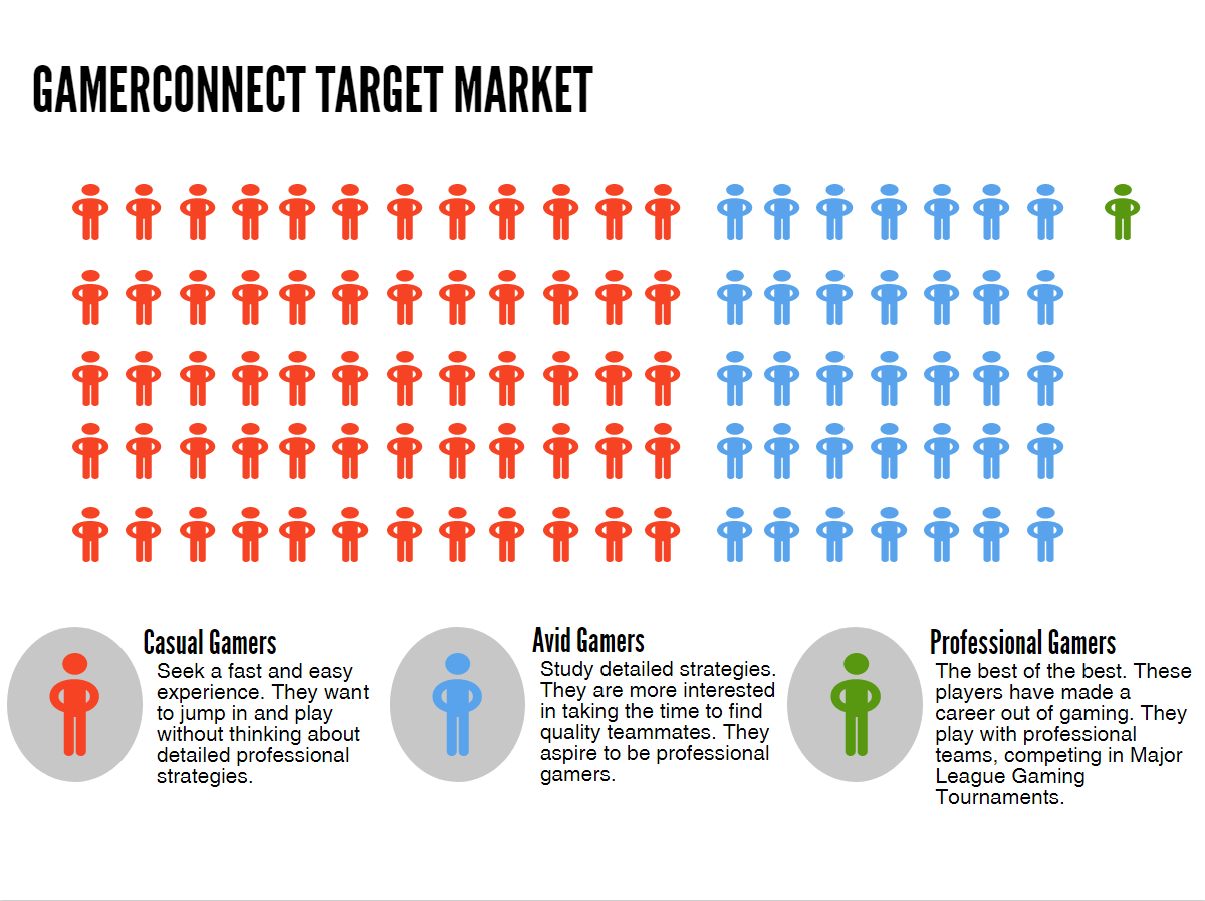 GAMERCONNECT TARGET MARKET
Casual Gamers
Seek a fast and easy
experience. They want
to jump in and play
without thinking about
detailed professional
strategies.
Avid Gamers
Study detailed strategies.
They are more interested
in taking the time to find
quality teammates. They
aspire to be professional
gamers.
Professional Gamers
The best of the best. These
players have made a
career out of gaming. They
play with professional
teams, competing in Major
League Gaming
Tournaments.